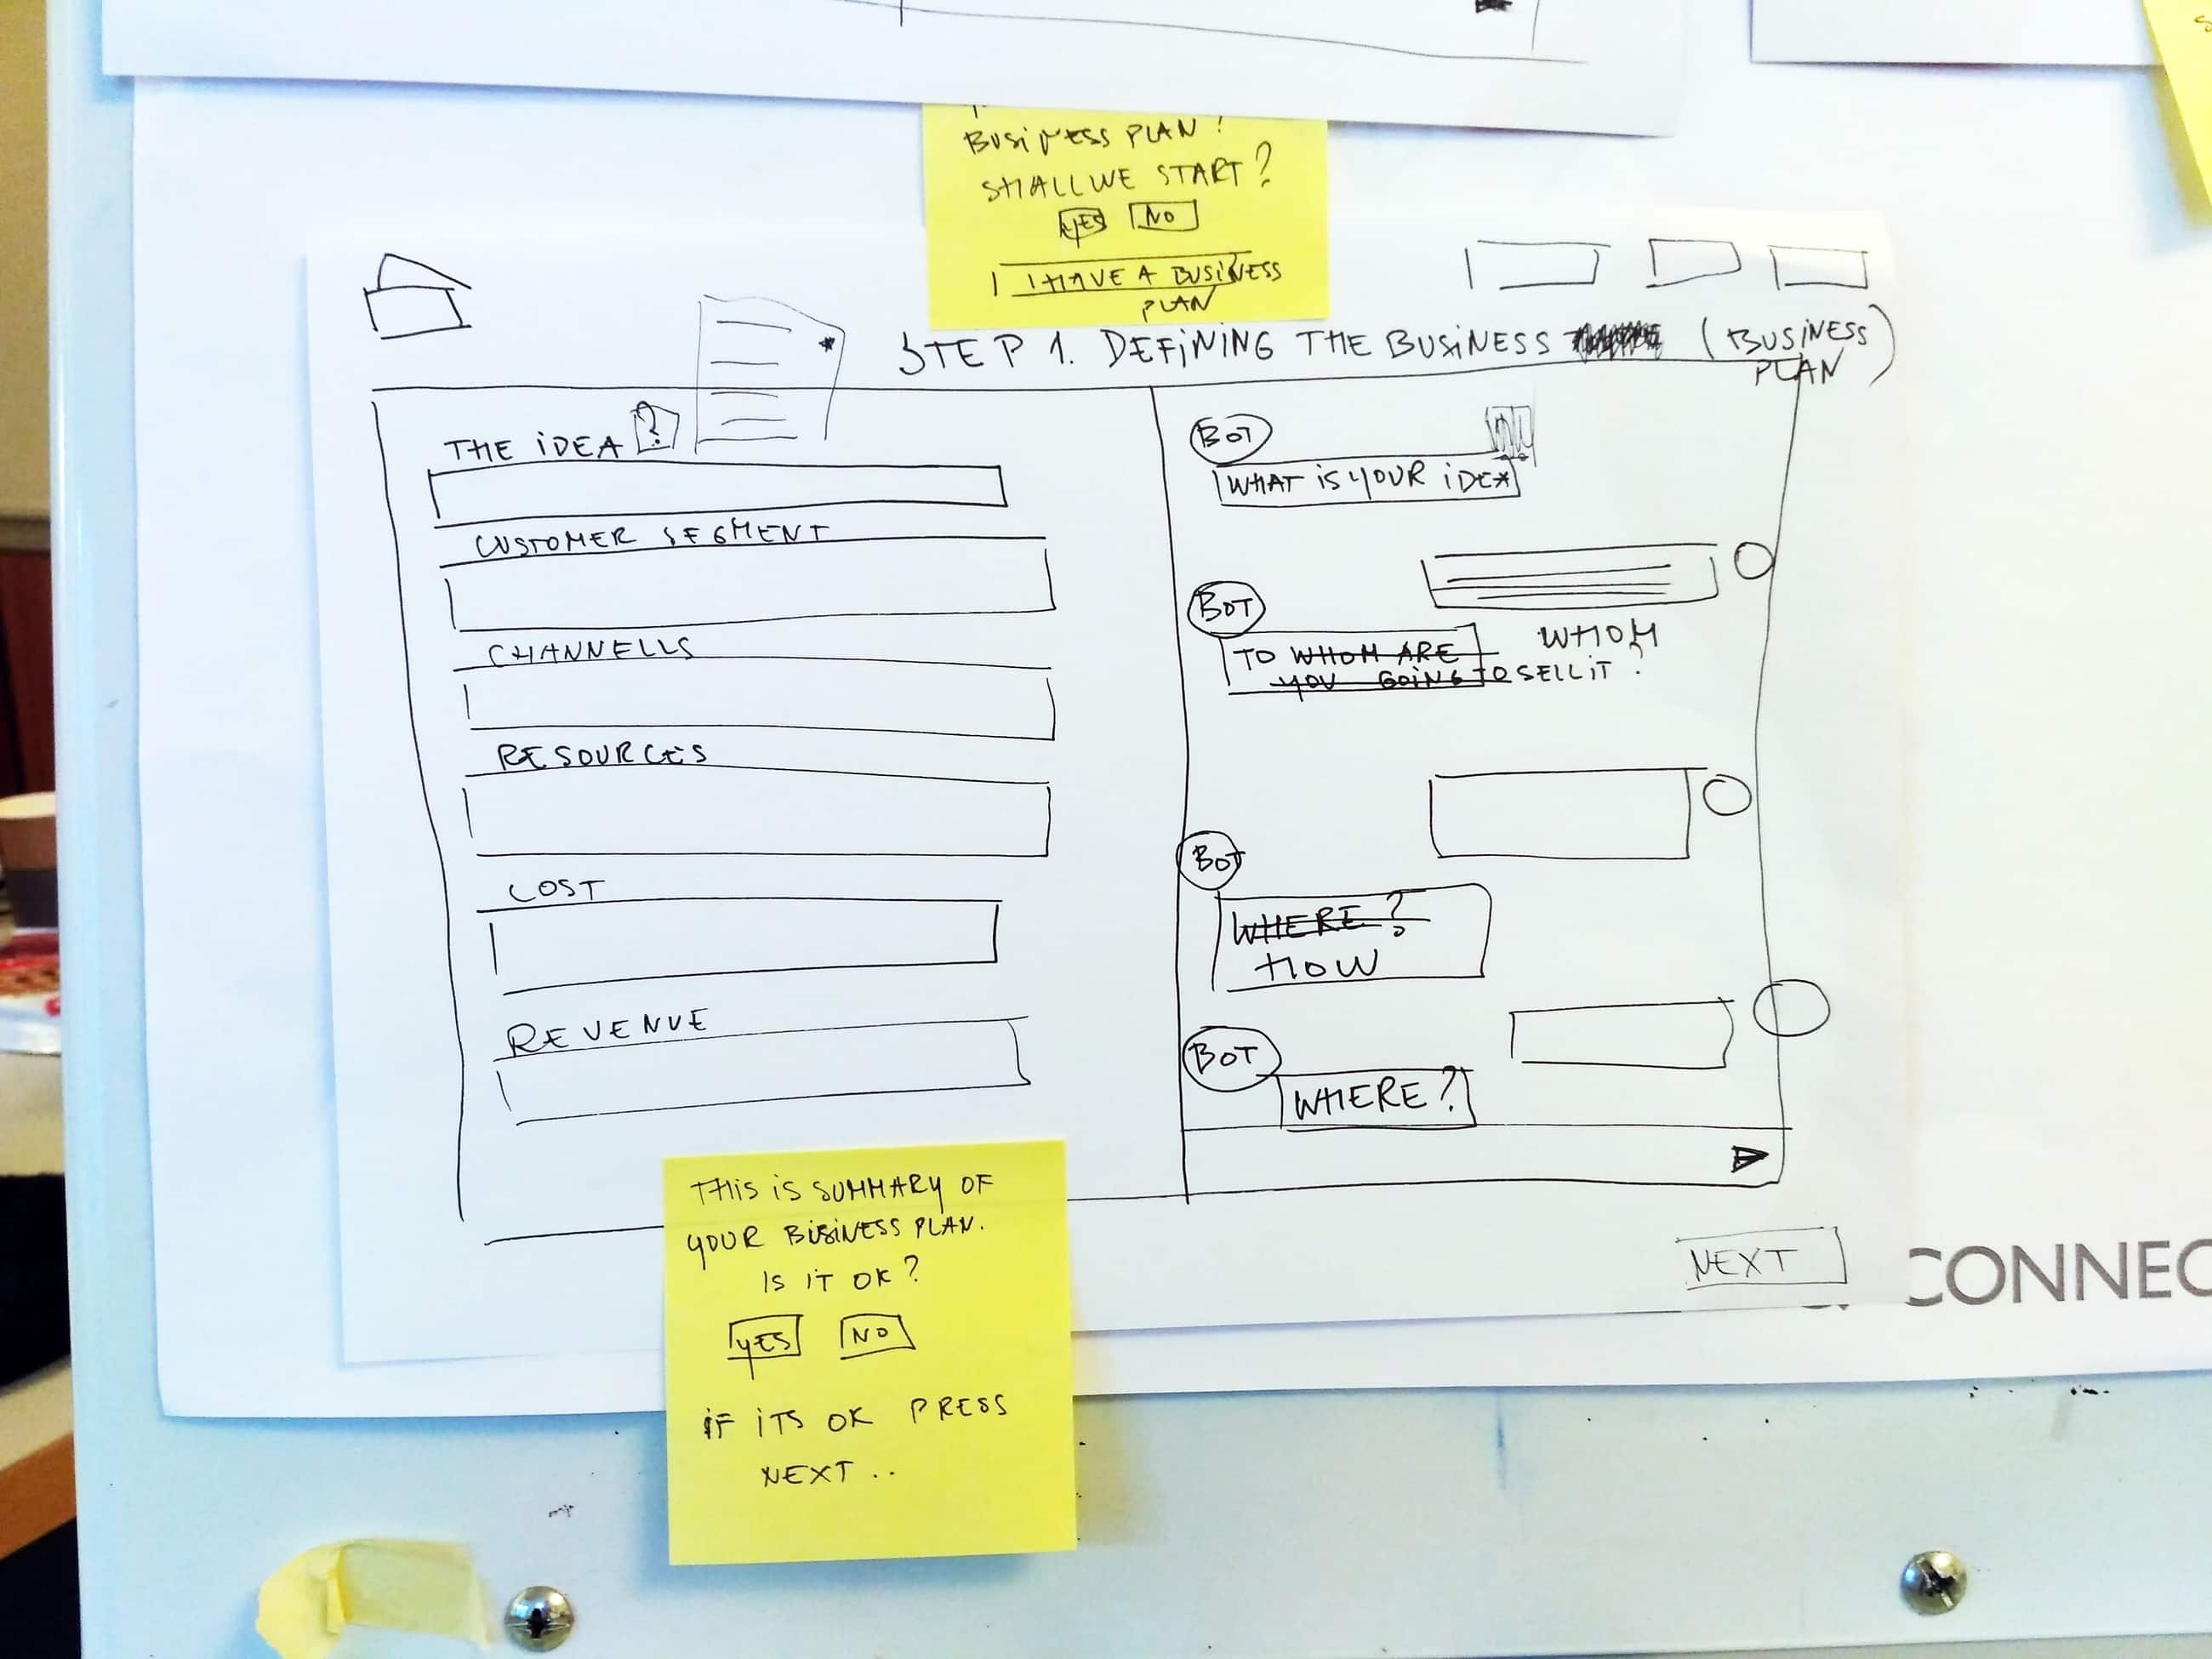 BUSINESS PLAN!
SHALL WE START?
YES NO
I HAVE A BUSINESS
PLAN
STEP 1. DEFINING THE BUSINESS (BUSINESS
PLAN)
THE IDEA ?
CUSTOMER SEGMENT
CHANNELLS
RESOURCES
COST
REVENUE
BOT
WHAT IS YOUR IDEA
BOT
WHOM
TO WHOM ARE
YOU GOING TO SELL IT?
BOT
WHERE?
HOW
BOT
WHERE?
NEXT
THIS IS SUMMARY OF
YOUR BUSINESS PLAN.
IS IT OK?
YES NO
IF ITS OK PRESS
NEXT..
CONNEC